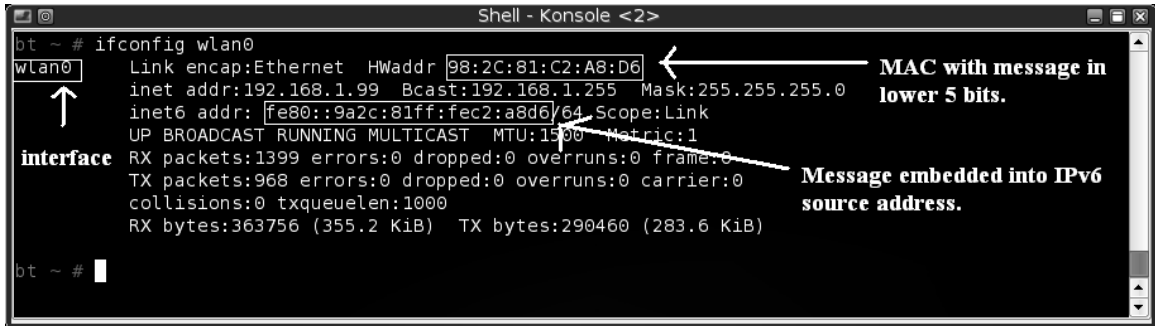 Shell - Konsole <2>
bt ~ # ifconfig wlan0
wlan0 Link encap:Ethernet HWaddr 98:2C:81:C2:A8:D6
MAC with message in
lower 5 bits.
inet addr:192.168.1.99 Bcast:192.168.1.255 Mask:255.255.255.0
inet6 addr: fe80::9a2c:81ff:fec2:a8d6/64 Scope:Link
UP BROADCAST RUNNING MULTICAST MTU:1500 Metric:1
interface
RX packets:1399 errors:0 dropped:0 overruns:0 frame:0
TX packets:968 errors:0 dropped:0 overruns:0 carrier:0
Message embedded into IPv6
source address.
collisions:0 txqueuelen:1000
RX bytes:363756 (355.2 KiB) TX bytes:290460 (283.6 KiB)
bt ~ #